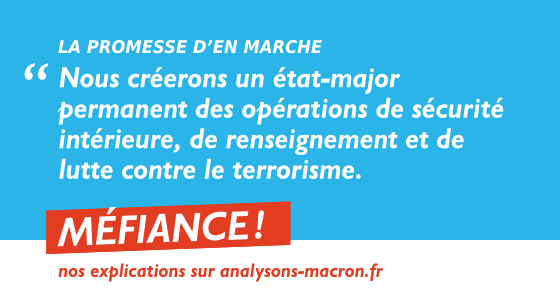 LA PROMESSE D’EN MARCHE
“ Nous créerons un état-major
permanent des opérations de sécurité
intérieure, de renseignement et de
lutte contre le terrorisme.
MÉFIANCE !
nos explications sur analysons-macron.fr